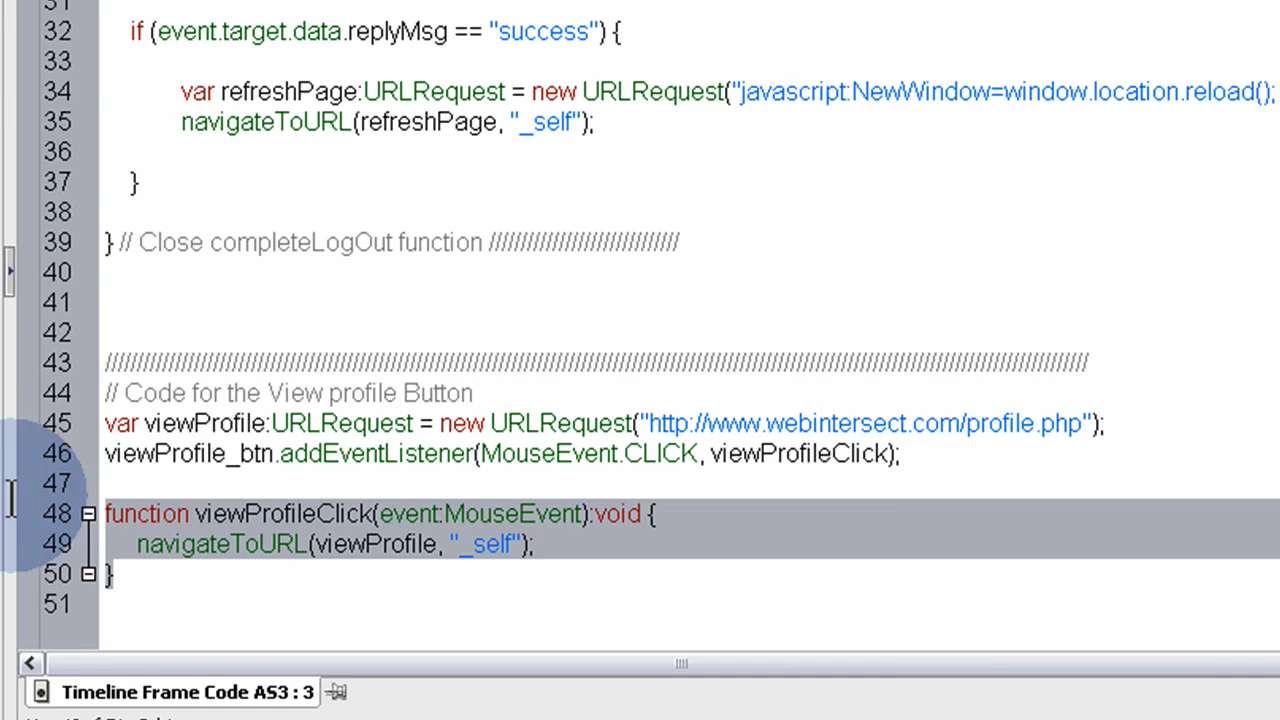 31
32 if (event.target.data.replyMsg == "success") {
33
34 var refreshPage:URLRequest = new URLRequest("javascript:NewWindow=window.location.reload();
35 navigateToURL(refreshPage, "_self");
36
37 }
38
39 } // Close completeLogOut function //////////////////////////////
40
41
42
43 ////////////////////////////////////////////////////////////////////////////////////////////////////////////////////////////////////////////////////////////////
44 // Code for the View profile Button
45 var viewProfile:URLRequest = new URLRequest("http://www.webintersect.com/profile.php");
46 viewProfile_btn.addEventListener(MouseEvent.CLICK, viewProfileClick);
47
48 function viewProfileClick(event:MouseEvent):void {
49 navigateToURL(viewProfile, "_self");
50 }
51
Timeline Frame Code AS3 : 3